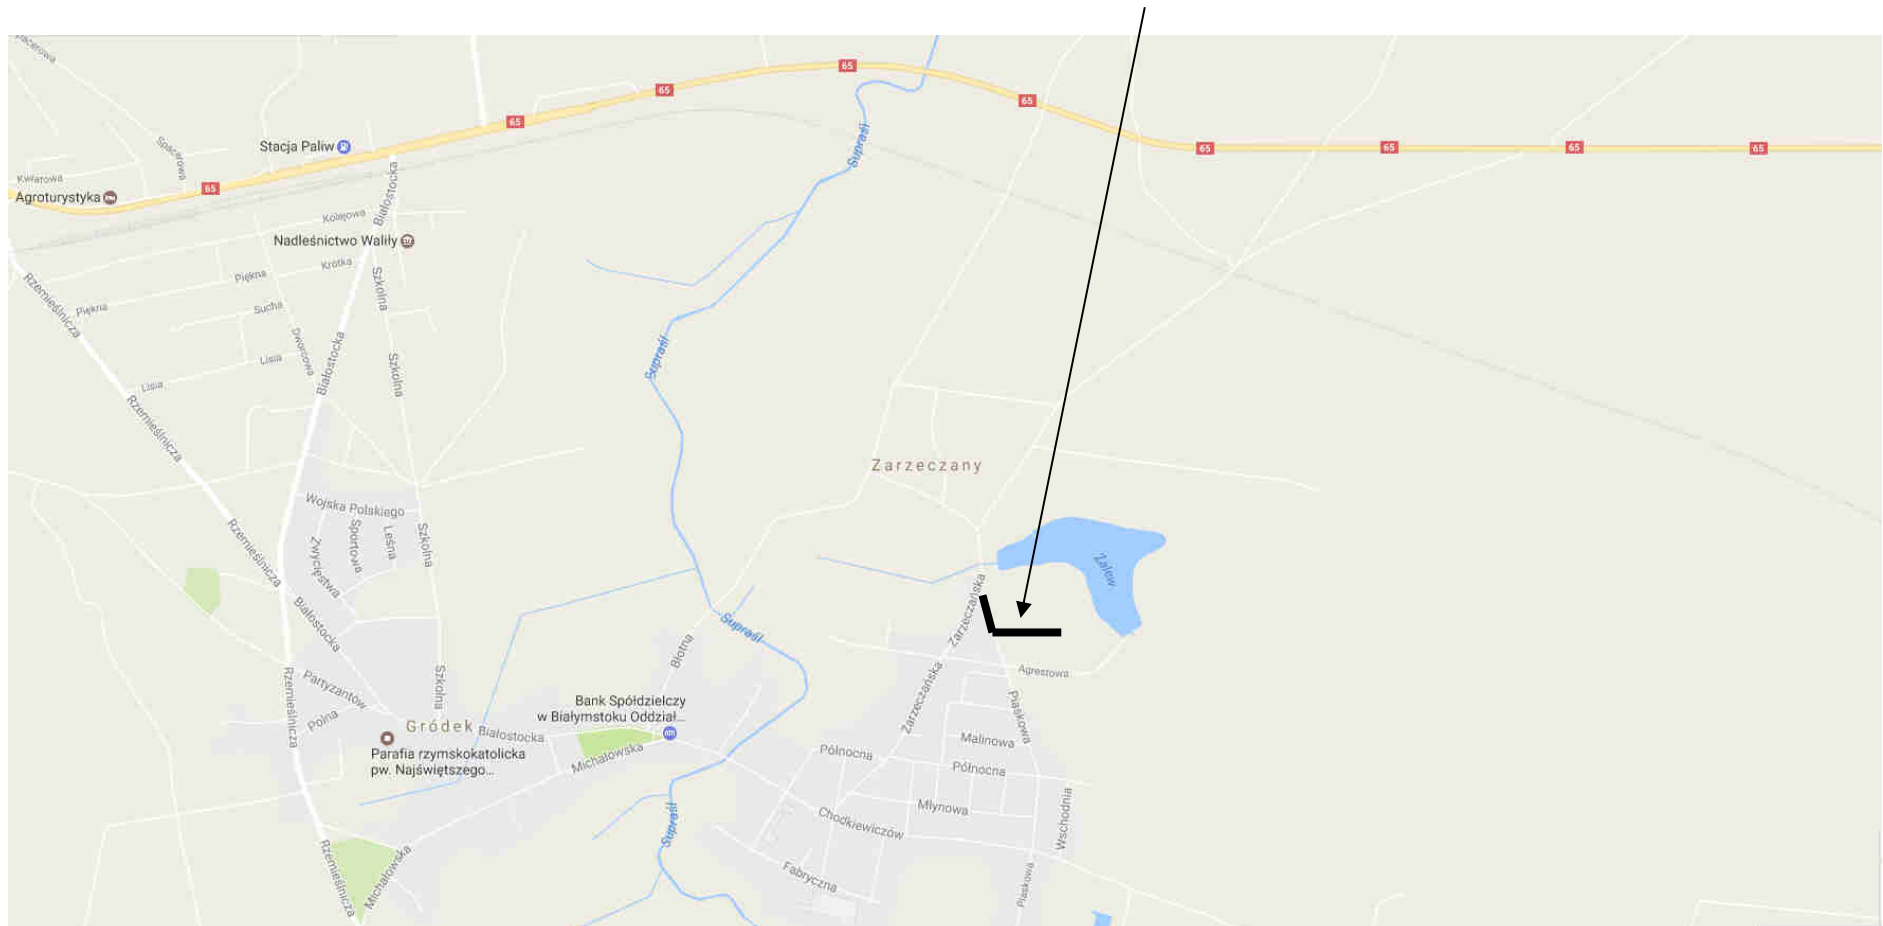 Spacerowa
65
65
65
65
65
65
65
65
65
Supraśl
Stacja Paliw
Spacerowa
Kwiatowa
Agroturystyka
Białostocka
Kolejowa
Nadleśnictwo Waliły
Krótka
Piękna
Szkolna
Rzemieślnicza
Piękna
Sucha
Dworcowa
Lisia
Białostocka
Szkolna
Supraśl
Lisia
Rzemieślnicza
Zarzeczany
Wojska Polskiego
Sportowa
Leśna
Szkolna
Rzemieślnicza
Zwycięstwa
Zalew
Zarzeczańska
Białostocka
Supraśl
Błotna
Zarzeczańska
Agrestowa
Szkolna
Rzemieślnicza
Partyzantów
Polna
Piaskowa
Bank Spółdzielczy
w Białymstoku Oddział...
Gródek
Białostocka
Michałowska
Malinowa
Północna
Północna
Parafia rzymskokatolicka
pw. Najświętszego...
Młynowa
Chodkiewiczów
Wschodnia
Supraśl
Rzemieślnicza
Michałowska
Fabryczna
Piaskowa